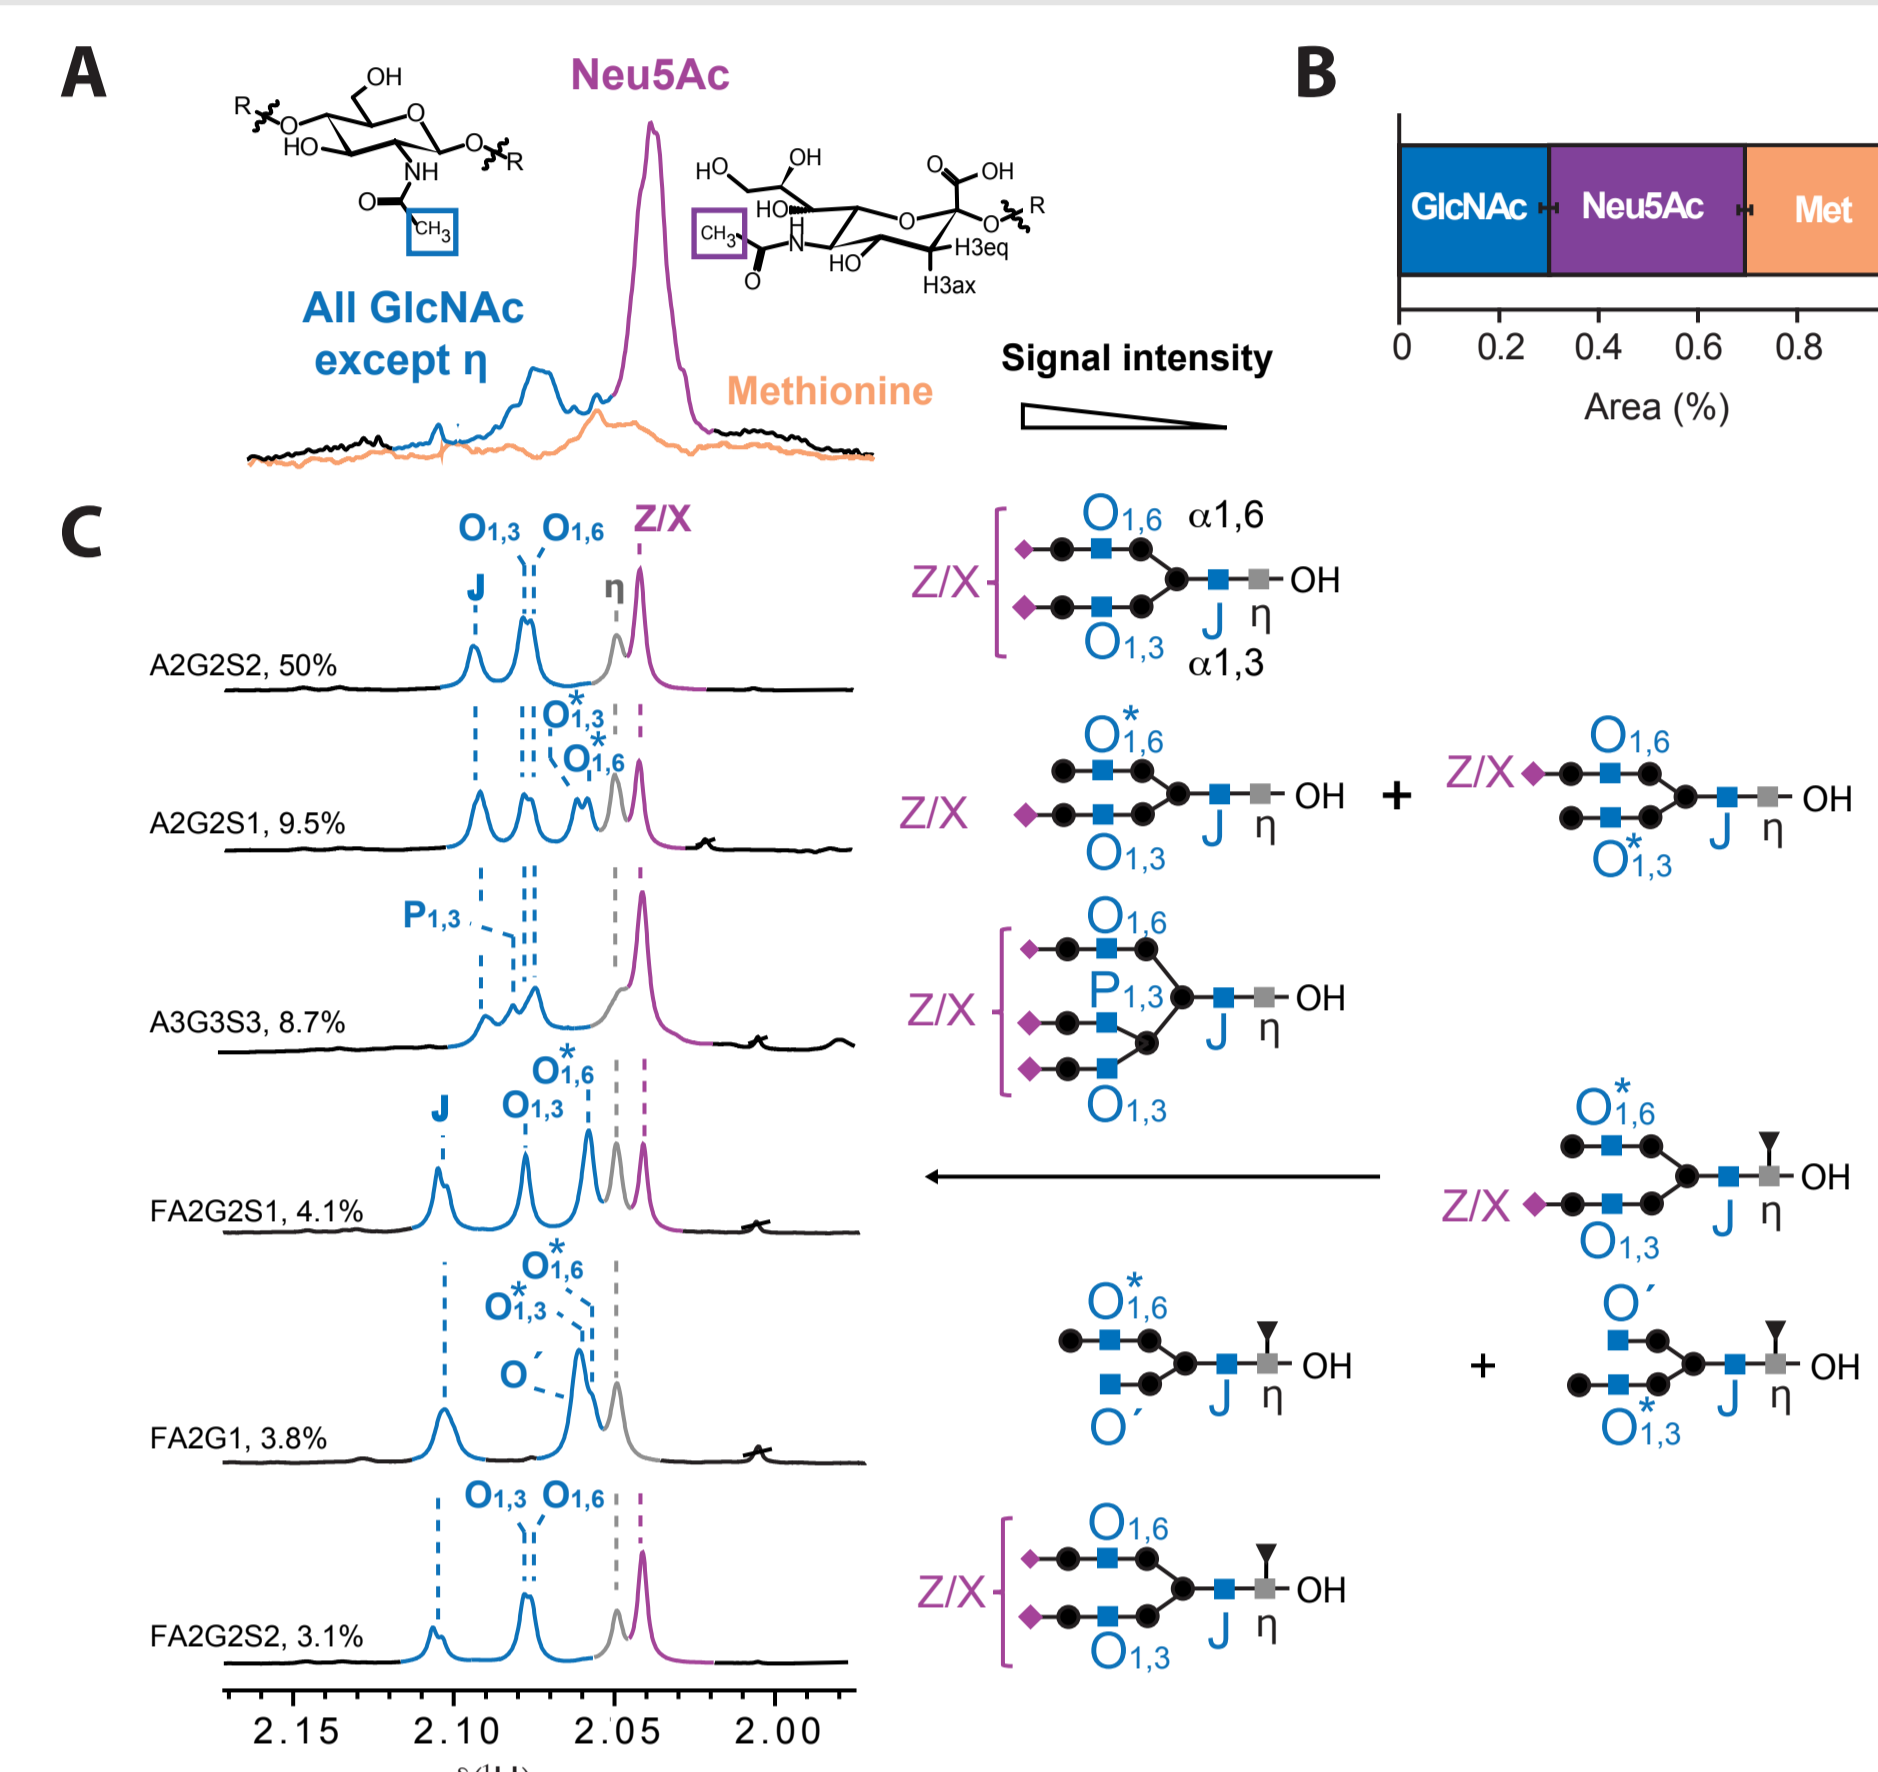 A
B
Neu5Ac
OH
R
O
O
HO
O
R
NH
O
CH3
HO
OH
O
OH
HO
H
O
O
R
CH3
N
HO
H3eq
O
H3ax
All GlcNAc
except η
Methionine
Signal intensity
GlcNAc Neu5Ac Met
0 0.2 0.4 0.6 0.8
Area (%)
C
J O1,3 O1,6 η Z/X
A2G2S2, 50%
O1,6 α1,6
Z/X OH
J η
O1,3 α1,3
O*1,3
O*1,6
A2G2S1, 9.5%
O*1,6
Z/X OH
O1,3 J η
+
O1,6
Z/X OH
O*1,3 J η
P1,3
A3G3S3, 8.7%
O1,6
P1,3
Z/X OH
J η
O1,3
J O1,3 O*1,6
FA2G2S1, 4.1%
O*1,6
OH
Z/X J η
O1,3
O*1,6
O*1,3
O´
FA2G1, 3.8%
O*1,6
OH
O´ J η
+
O´
OH
O*1,3 J η
O1,3 O1,6
FA2G2S2, 3.1%
O1,6
Z/X OH
J η
O1,3
2.15 2.10 2.05 2.00